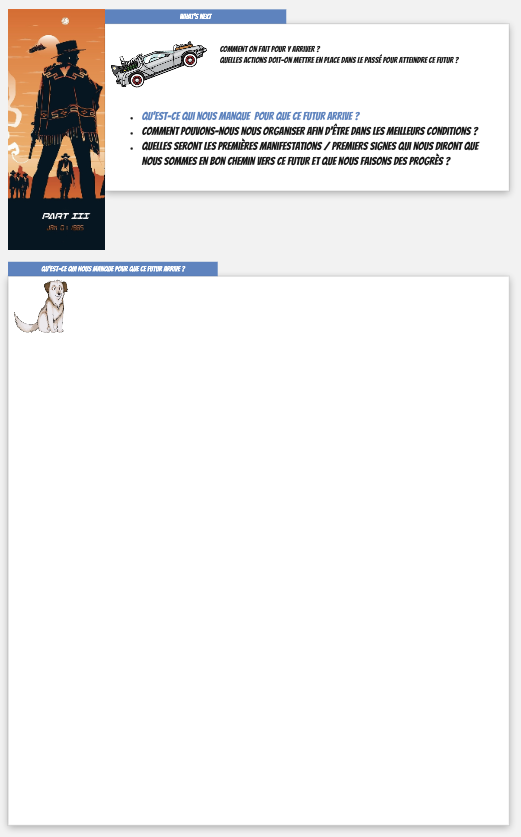 WHAT'S NEXT
COMMENT ON FAIT POUR Y ARRIVER ?
QUELLES ACTIONS DOIT-ON METTRE EN PLACE DANS LE PASSÉ POUR ATTEINDRE CE FUTUR ?
• QU'EST-CE QUI NOUS MANQUE POUR QUE CE FUTUR ARRIVE ?
• COMMENT POUVONS-NOUS NOUS ORGANISER AFIN D'ÊTRE DANS LES MEILLEURS CONDITIONS ?
• QUELLES SERONT LES PREMIÈRES MANIFESTATIONS / PREMIERS SIGNES QUI NOUS DIRONT QUE
NOUS SOMMES EN BON CHEMIN VERS CE FUTUR ET QUE NOUS FAISONS DES PROGRÈS ?
PART III
JAN 01 1885
QU'EST-CE QUI NOUS MANQUE POUR QUE CE FUTUR ARRIVE ?